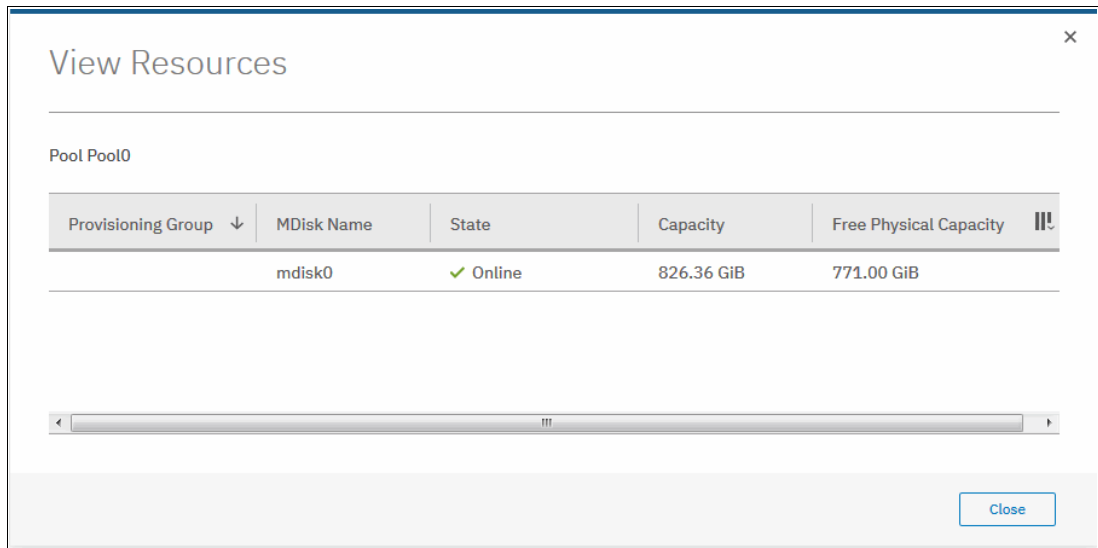 View Resources
Pool Pool0
Provisioning Group MDisk Name State Capacity Free Physical Capacity
mdisk0 Online 826.36 GiB 771.00 GiB
Close